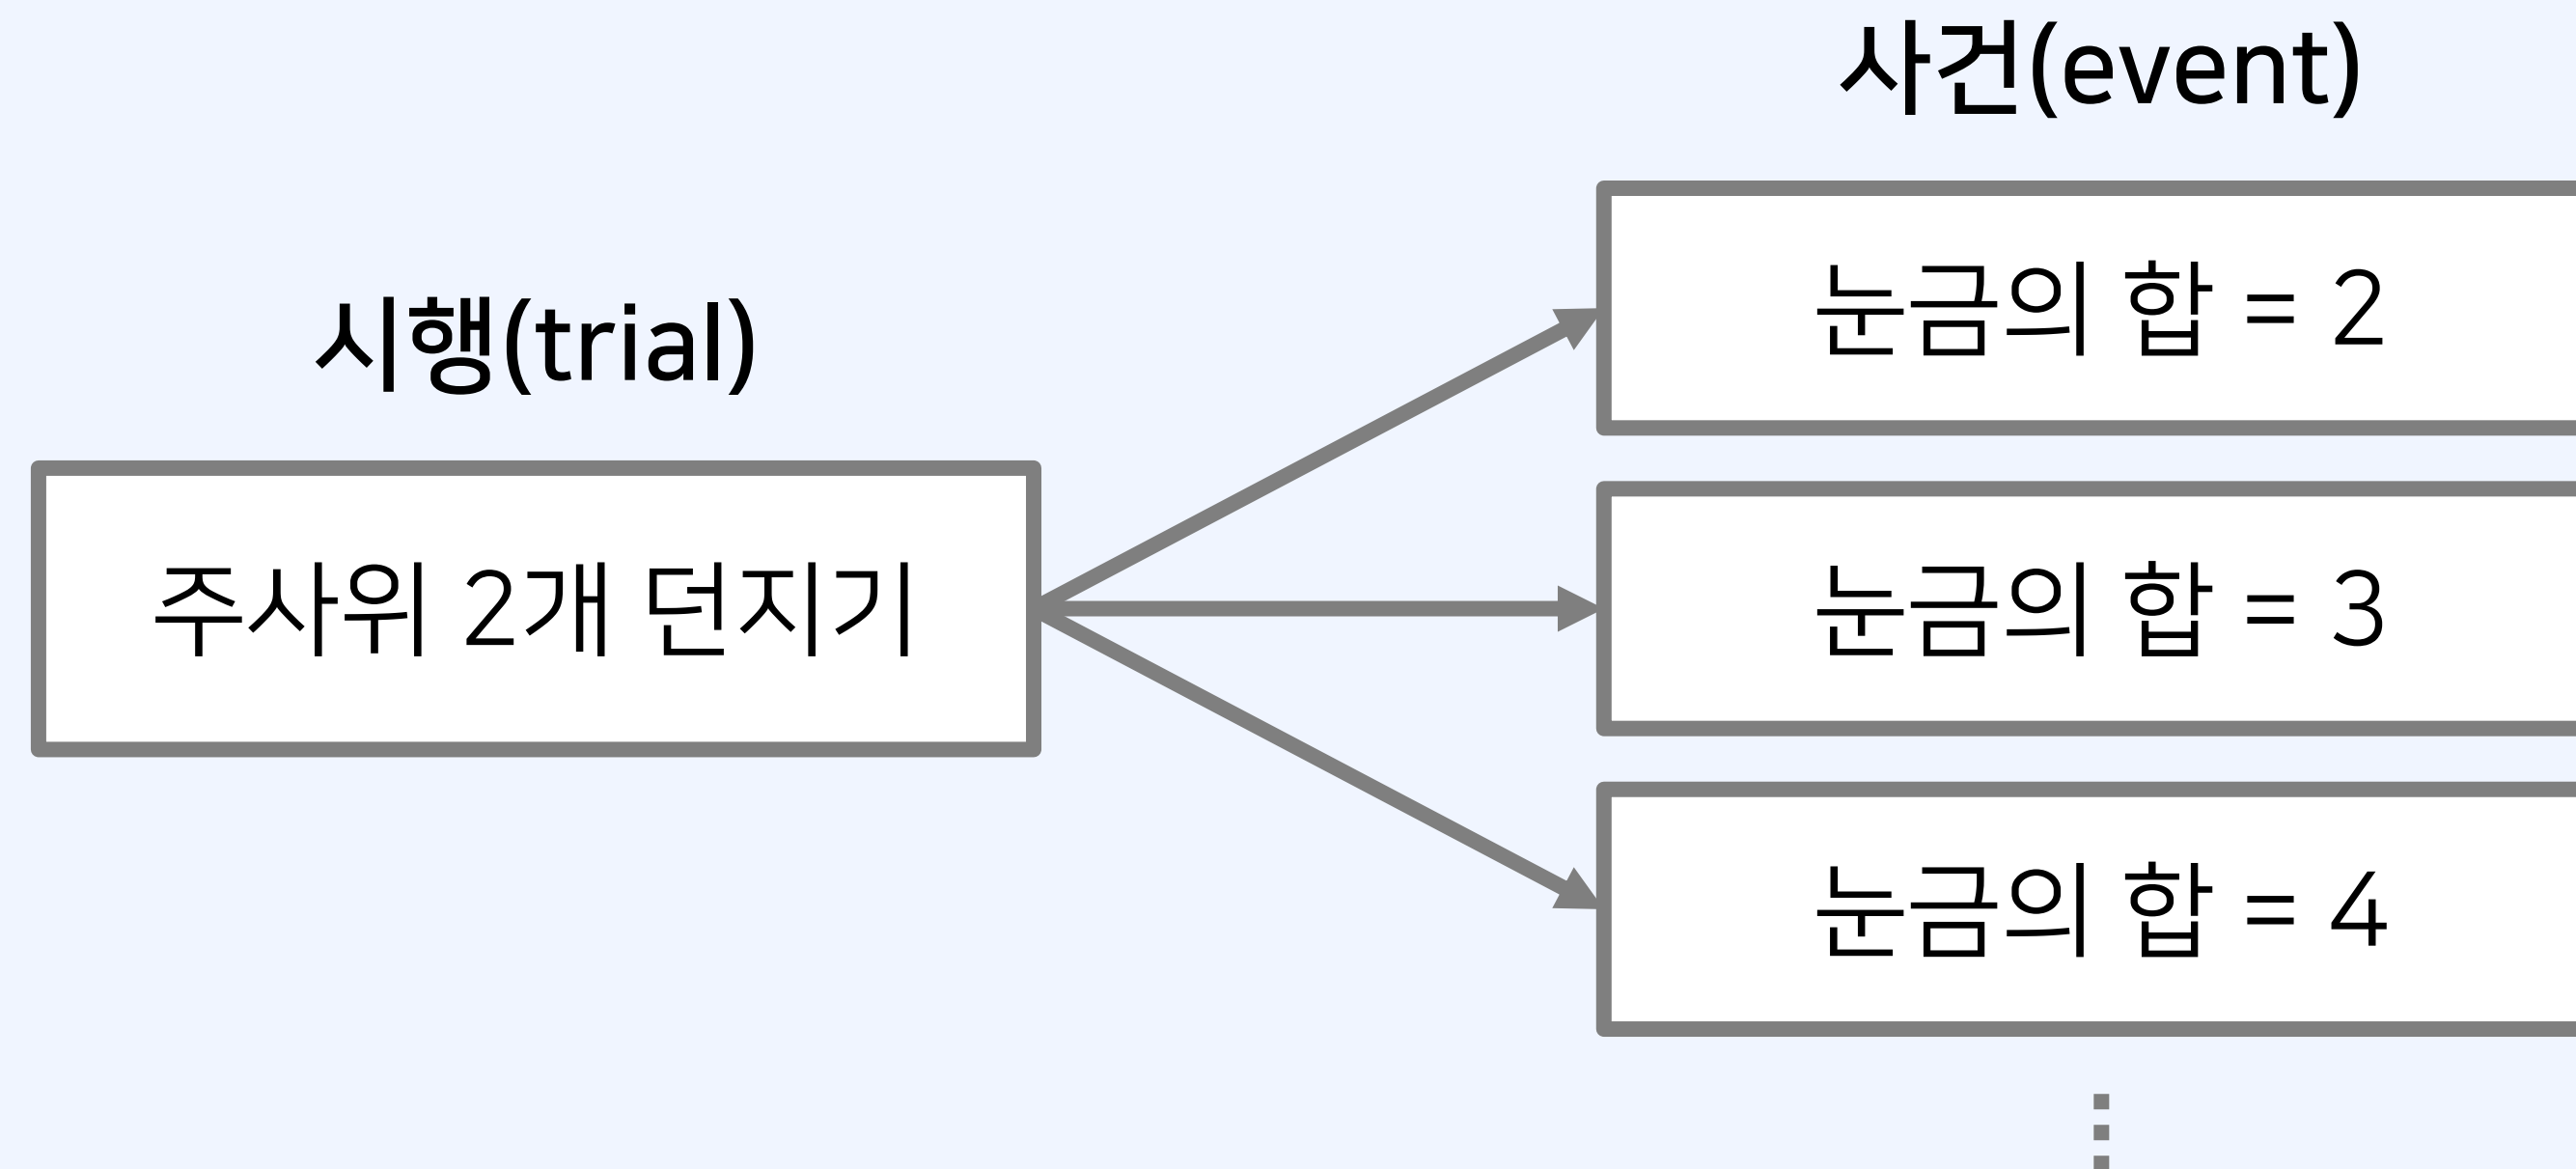 사건(event)
시행(trial)
눈금의 합 = 2
주사위 2개 던지기
눈금의 합 = 3
눈금의 합 = 4